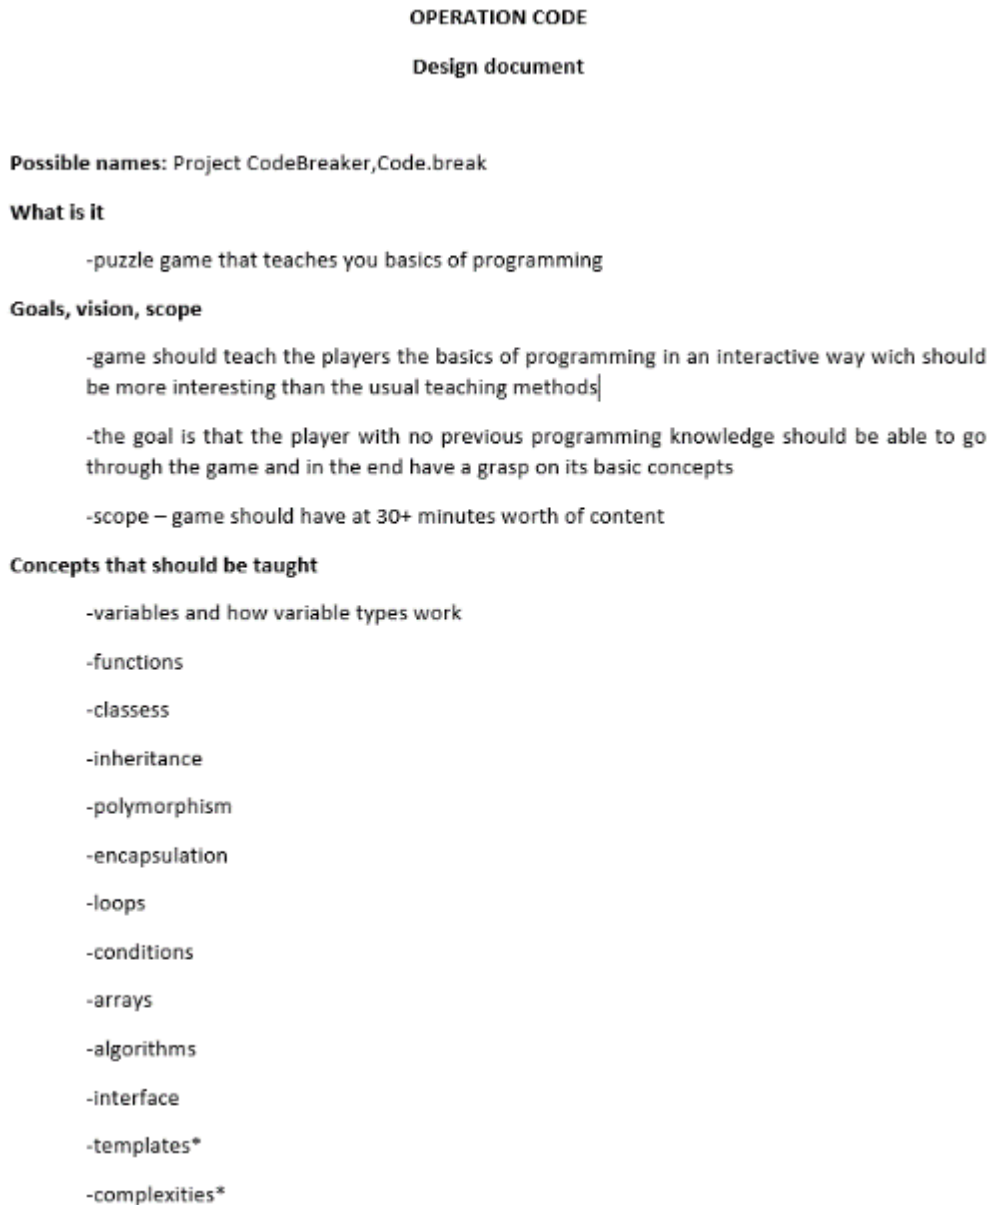 OPERATION CODE
Design document
Possible names: Project CodeBreaker,Code.break
What is it
-puzzle game that teaches you basics of programming
Goals, vision, scope
-game should teach the players the basics of programming in an interactive way wich should
be more interesting than the usual teaching methods
-the goal is that the player with no previous programming knowledge should be able to go
through the game and in the end have a grasp on its basic concepts
-scope – game should have at 30+ minutes worth of content
Concepts that should be taught
-variables and how variable types work
-functions
-classess
-inheritance
-polymorphism
-encapsulation
-loops
-conditions
-arrays
-algorithms
-interface
-templates*
-complexities*